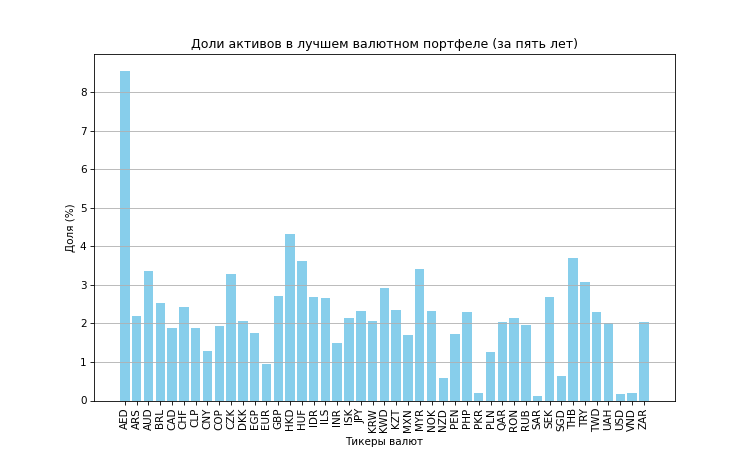 Доли активов в лучшем валютном портфеле (за пять лет)
Доля (%)
8
7
6
5
4
3
2
1
0
AED ARS AUD BRL CAD CHF CLP CNY COP CZK DKK EGP EUR GBP HKD HUF IDR ILS INR ISK JPY KRW KWD KZT MXN MYR NOK NZD PEN PHP PKR PLN QAR RON RUB SAR SEK SGD THB TRY TWD UAH USD VND ZAR
Тикеры валют